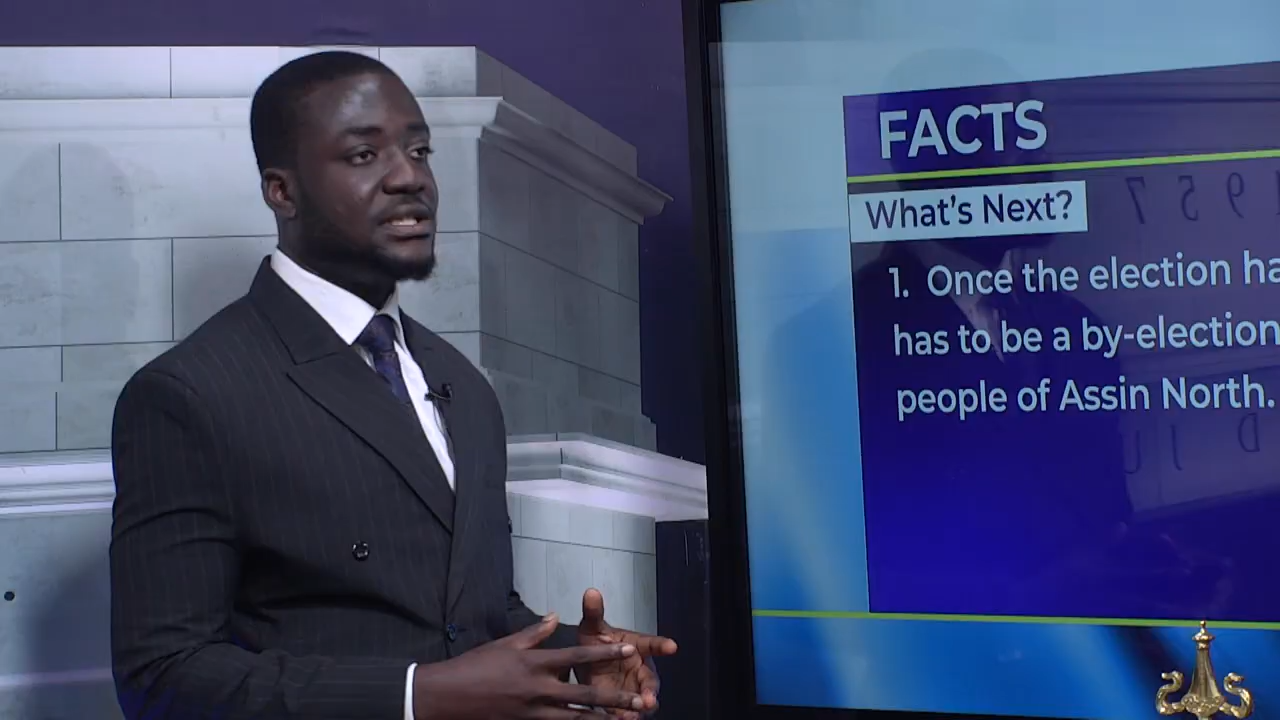 FACTS
What's Next?
1. Once the election ha
has to be a by-election
people of Assin North.